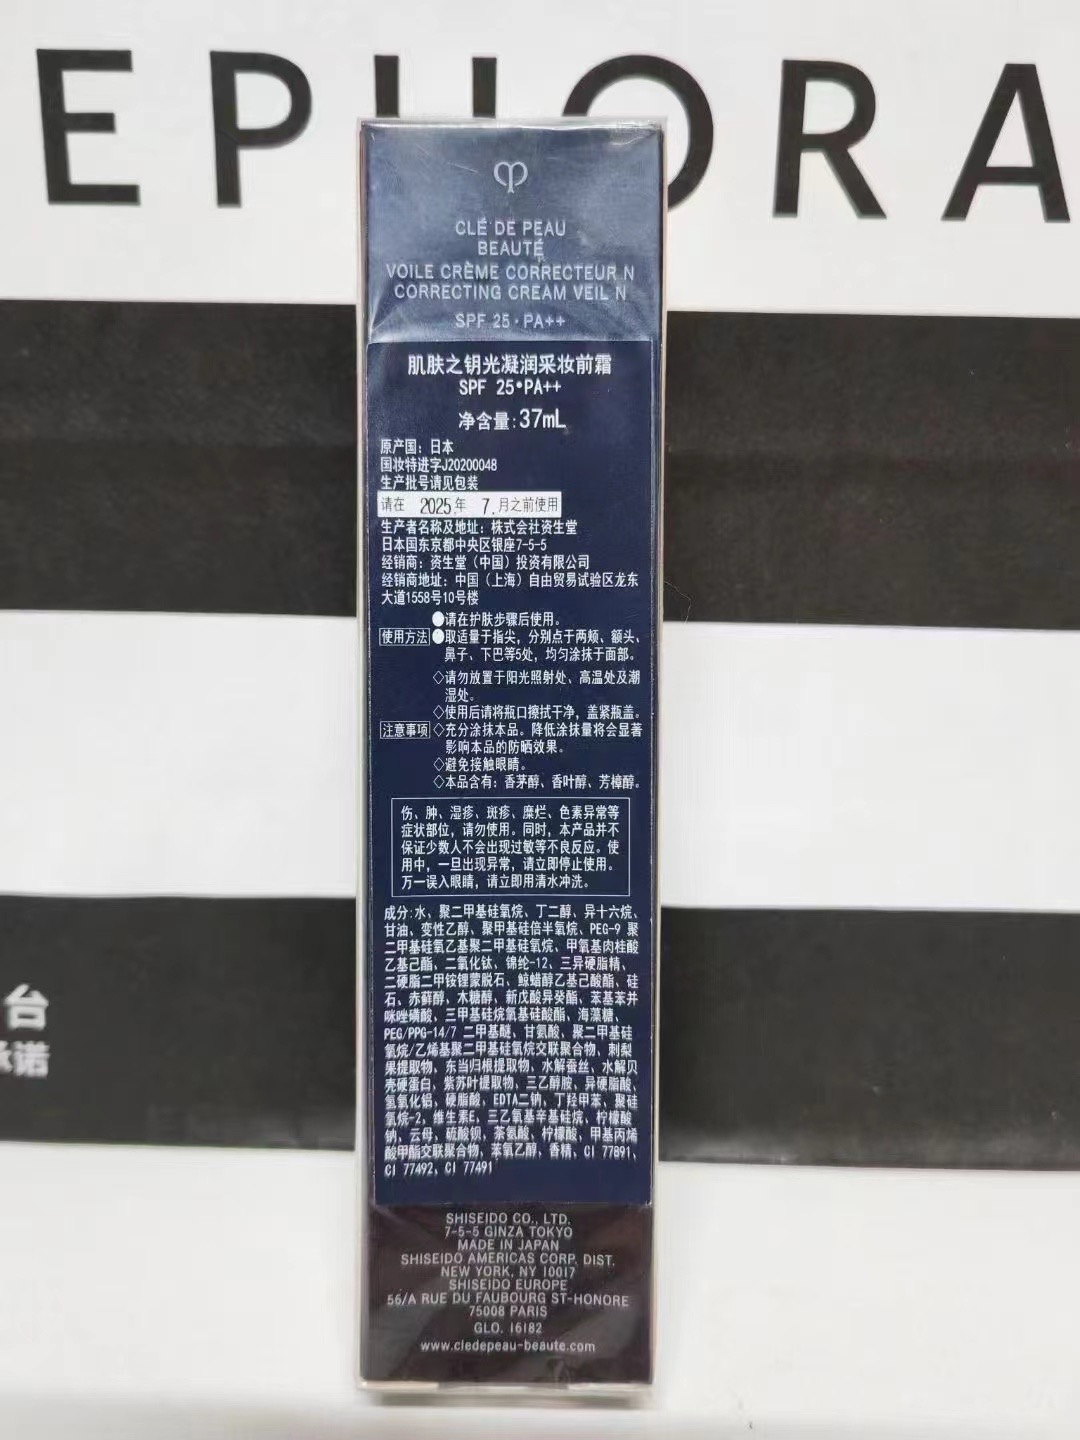 EPHORA
CLÉ DE PEAU
BEAUTÉ
VOILE CRÈME CORRECTEUR N
CORRECTING CREAM VEIL N
SPF 25·PA++
肌肤之钥光凝润采妆前霜
SPF 25•PA++
净含量:37mL
原产国：日本
国妆特进字J20200048
生产批号请见包装
请在 2025年 7.月之前使用
生产者名称及地址：株式会社资生堂
日本国东京都中央区银座7-5-5
经销商：资生堂（中国）投资有限公司
经销商地址：中国（上海）自由贸易试验区龙东
大道1558号10号楼
●请在护肤步骤后使用。
使用方法 ●取适量于指尖，分别点于两颊、额头、
鼻子、下巴等5处，均匀涂抹于面部。
◇请勿放置于阳光照射处、高温处及潮
湿处。
◇使用后请将瓶口擦拭干净，盖紧瓶盖。
注意事项 ◇充分涂抹本品。降低涂抹量将会显著
影响本品的防晒效果。
◇避免接触眼睛。
◇本品含有：香茅醇、香叶醇、芳樟醇。
伤、肿、湿疹、斑疹、糜烂、色素异常等
症状部位，请勿使用。同时，本产品并不
保证少数人不会出现过敏等不良反应。使
用中，一旦出现异常，请立即停止使用。
万一误入眼睛，请立即用清水冲洗。
成分:水、聚二甲基硅氧烷、丁二醇、异十六烷、
甘油、变性乙醇、聚甲基硅倍半氧烷、PEG-9 聚
二甲基硅氧乙基聚二甲基硅氧烷、甲氧基肉桂酸
乙基己酯、二氧化钛、锦纶-12、三异硬脂精、
二硬脂二甲铵锂蒙脱石、鲸蜡醇乙基己酸酯、硅
石、赤藓醇、木糖醇、新戊酸异癸酯、苯基苯并
咪唑磺酸、三甲基硅烷氧基硅酸酯、海藻糖、
PEG/PPG-14/7 二甲基醚、甘氨酸、聚二甲基硅
氧烷/乙烯基聚二甲基硅氧烷交联聚合物、刺梨
果提取物、东当归根提取物、水解蚕丝、水解贝
壳硬蛋白、紫苏叶提取物、三乙醇胺、异硬脂酸、
氢氧化铝、硬脂酸、EDTA二钠、丁羟甲苯、聚硅
氧烷-2、维生素E、三乙氧基辛基硅烷、柠檬酸
钠、云母、硫酸钡、茶氨酸、柠檬酸、甲基丙烯
酸甲酯交联聚合物、苯氧乙醇、香精、CI 77891、
CI 77492、CI 77491
SHISEIDO CO., LTD.
7-5-5 GINZA TOKYO
MADE IN JAPAN
SHISEIDO AMERICAS CORP. DIST.
NEW YORK, NY 10017
SHISEIDO EUROPE
56/A RUE DU FAUBOURG ST-HONORE
75008 PARIS
GLO. 16182
www.cledepeau-beaute.com
台
承诺